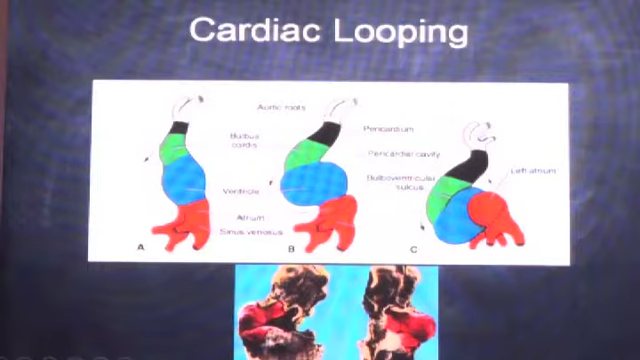 Cardiac Looping
Aortic roots
Bulbus
cordis
Pericardium
Pericardial cavity
Bulboventricular
sulcus
Left atrium
Ventricle
Atrium
Sinus venosus
A
B
C